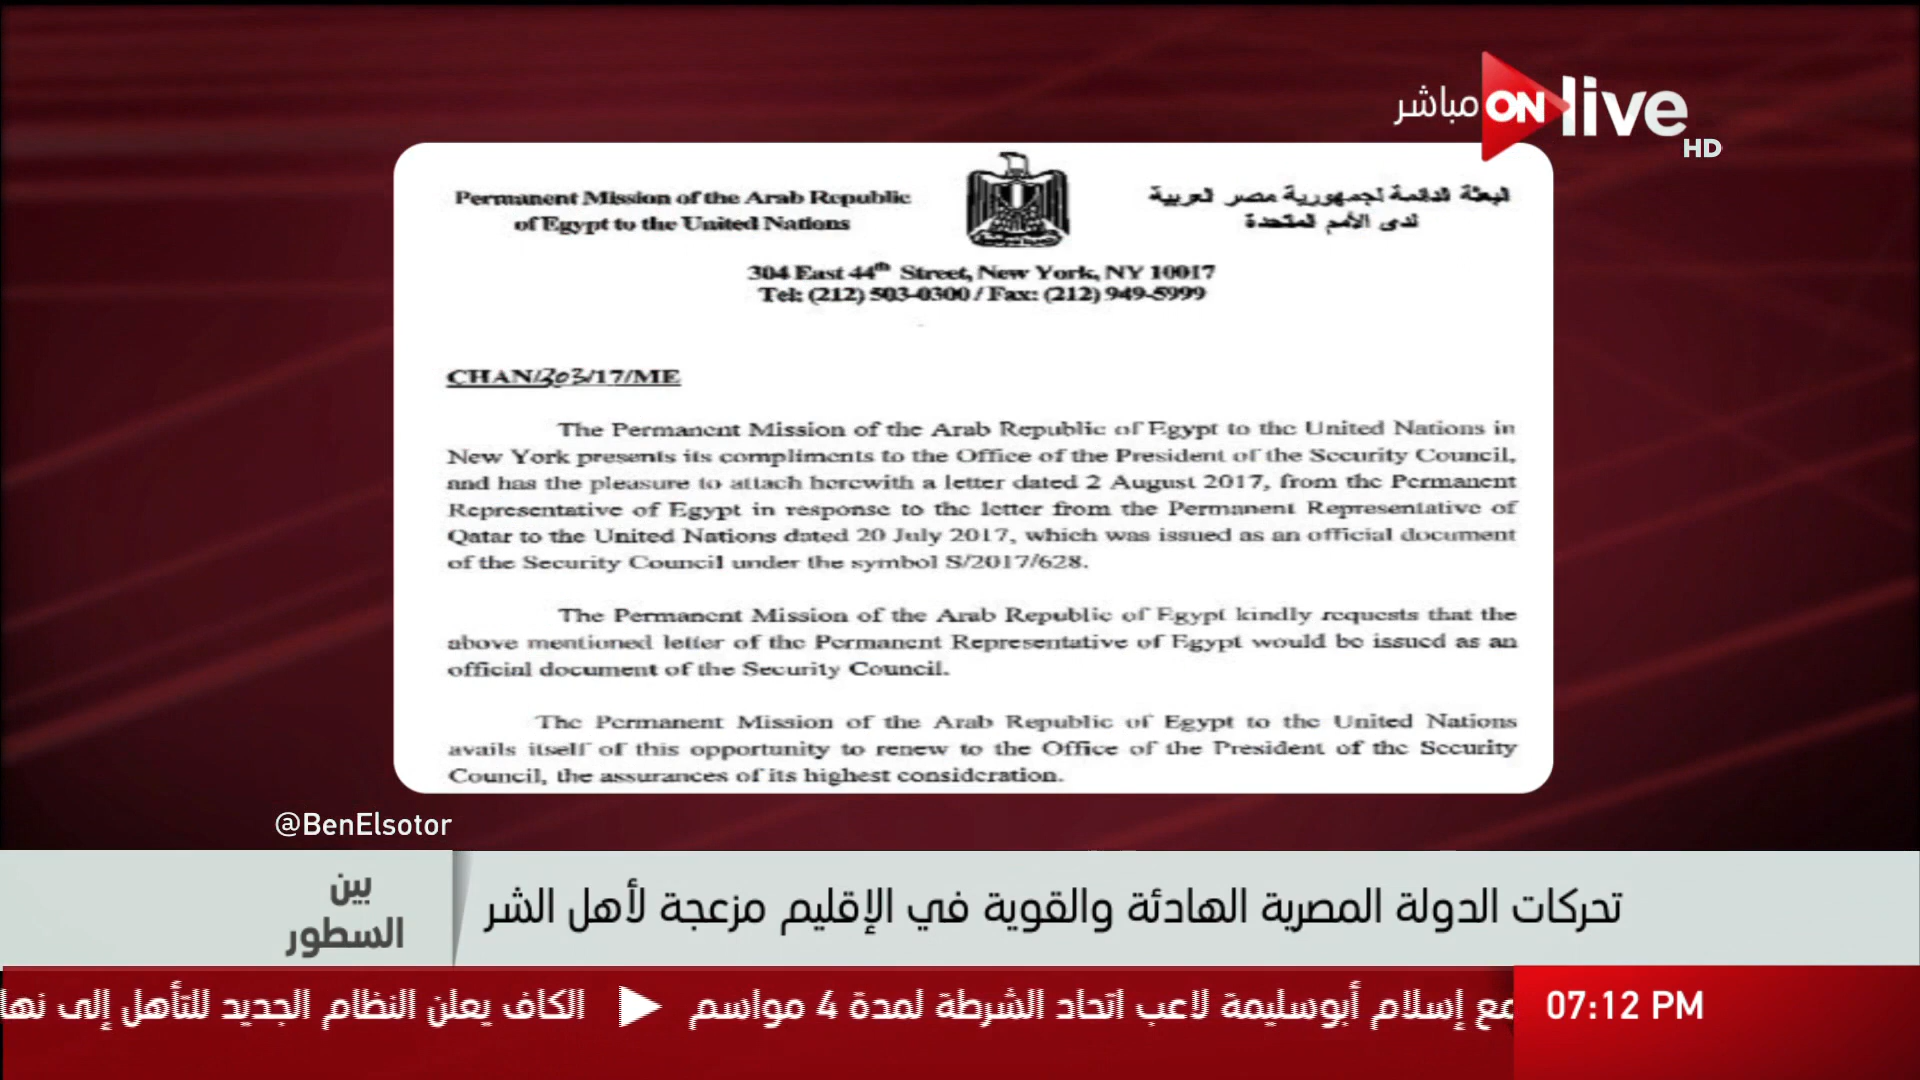 مباشر ON live
HD
Permanent Mission of the Arab Republic
of Egypt to the United Nations
البعثة الدائمة لجمهورية مصر العربية
لدى الأمم المتحدة
304 East 44th Street, New York, NY 10017
Tel: (212) 503-0300 / Fax: (212) 949-5999
CHAN/303/17/ME
The Permanent Mission of the Arab Republic of Egypt to the United Nations in
New York presents its compliments to the Office of the President of the Security Council,
and has the pleasure to attach herewith a letter dated 2 August 2017, from the Permanent
Representative of Egypt in response to the letter from the Permanent Representative of
Qatar to the United Nations dated 20 July 2017, which was issued as an official document
of the Security Council under the symbol S/2017/628.
The Permanent Mission of the Arab Republic of Egypt kindly requests that the
above mentioned letter of the Permanent Representative of Egypt would be issued as an
official document of the Security Council.
The Permanent Mission of the Arab Republic of Egypt to the United Nations
avails itself of this opportunity to renew to the Office of the President of the Security
Council, the assurances of its highest consideration.
@BenElsotor
بين
السطور
تحركات الدولة المصرية الهادئة والقوية في الإقليم مزعجة لأهل الشر
مع إسلام أبوسليمة لاعب اتحاد الشرطة لمدة 4 مواسم ◀ الكاف يعلن النظام الجديد للتأهل إلى نها
07:12 PM